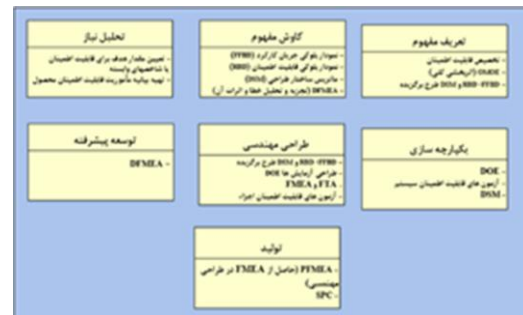 تحلیل نیاز
- تعیین مقدار هدف برای قابلیت اطمینان
یا شاخصهای وابسته
- تهیه بیانیه مأموریت قابلیت اطمینان محصول
کاوش مفهوم
- نمودار بلوکی جریان کارکرد (FFBD)
- نمودار بلوکی قابلیت اطمینان (RBD)
- ماتریس ساختار طراحی (DSM)
- DFMEA (تجزیه و تحلیل خطا و اثرات آن)
تعریف مفهوم
- تخصیص قابلیت اطمینان
- OMOE (اثربخشی کلی)
- FFBD، RBD و DSM طرح برگزیده
توسعه پیشرفته
- DFMEA
طراحی مهندسی
- FFBD، RBD و DSM طرح برگزیده
- طراحی آزمایش ها DOE
- FTA و FMEA
- آزمون های قابلیت اطمینان اجزاء
یکپارچه سازی
- DOE
- آزمون های قابلیت اطمینان سیستم
- DSM
تولید
- PFMEA (حاصل از FMEA در طراحی
مهندسی)
- SPC